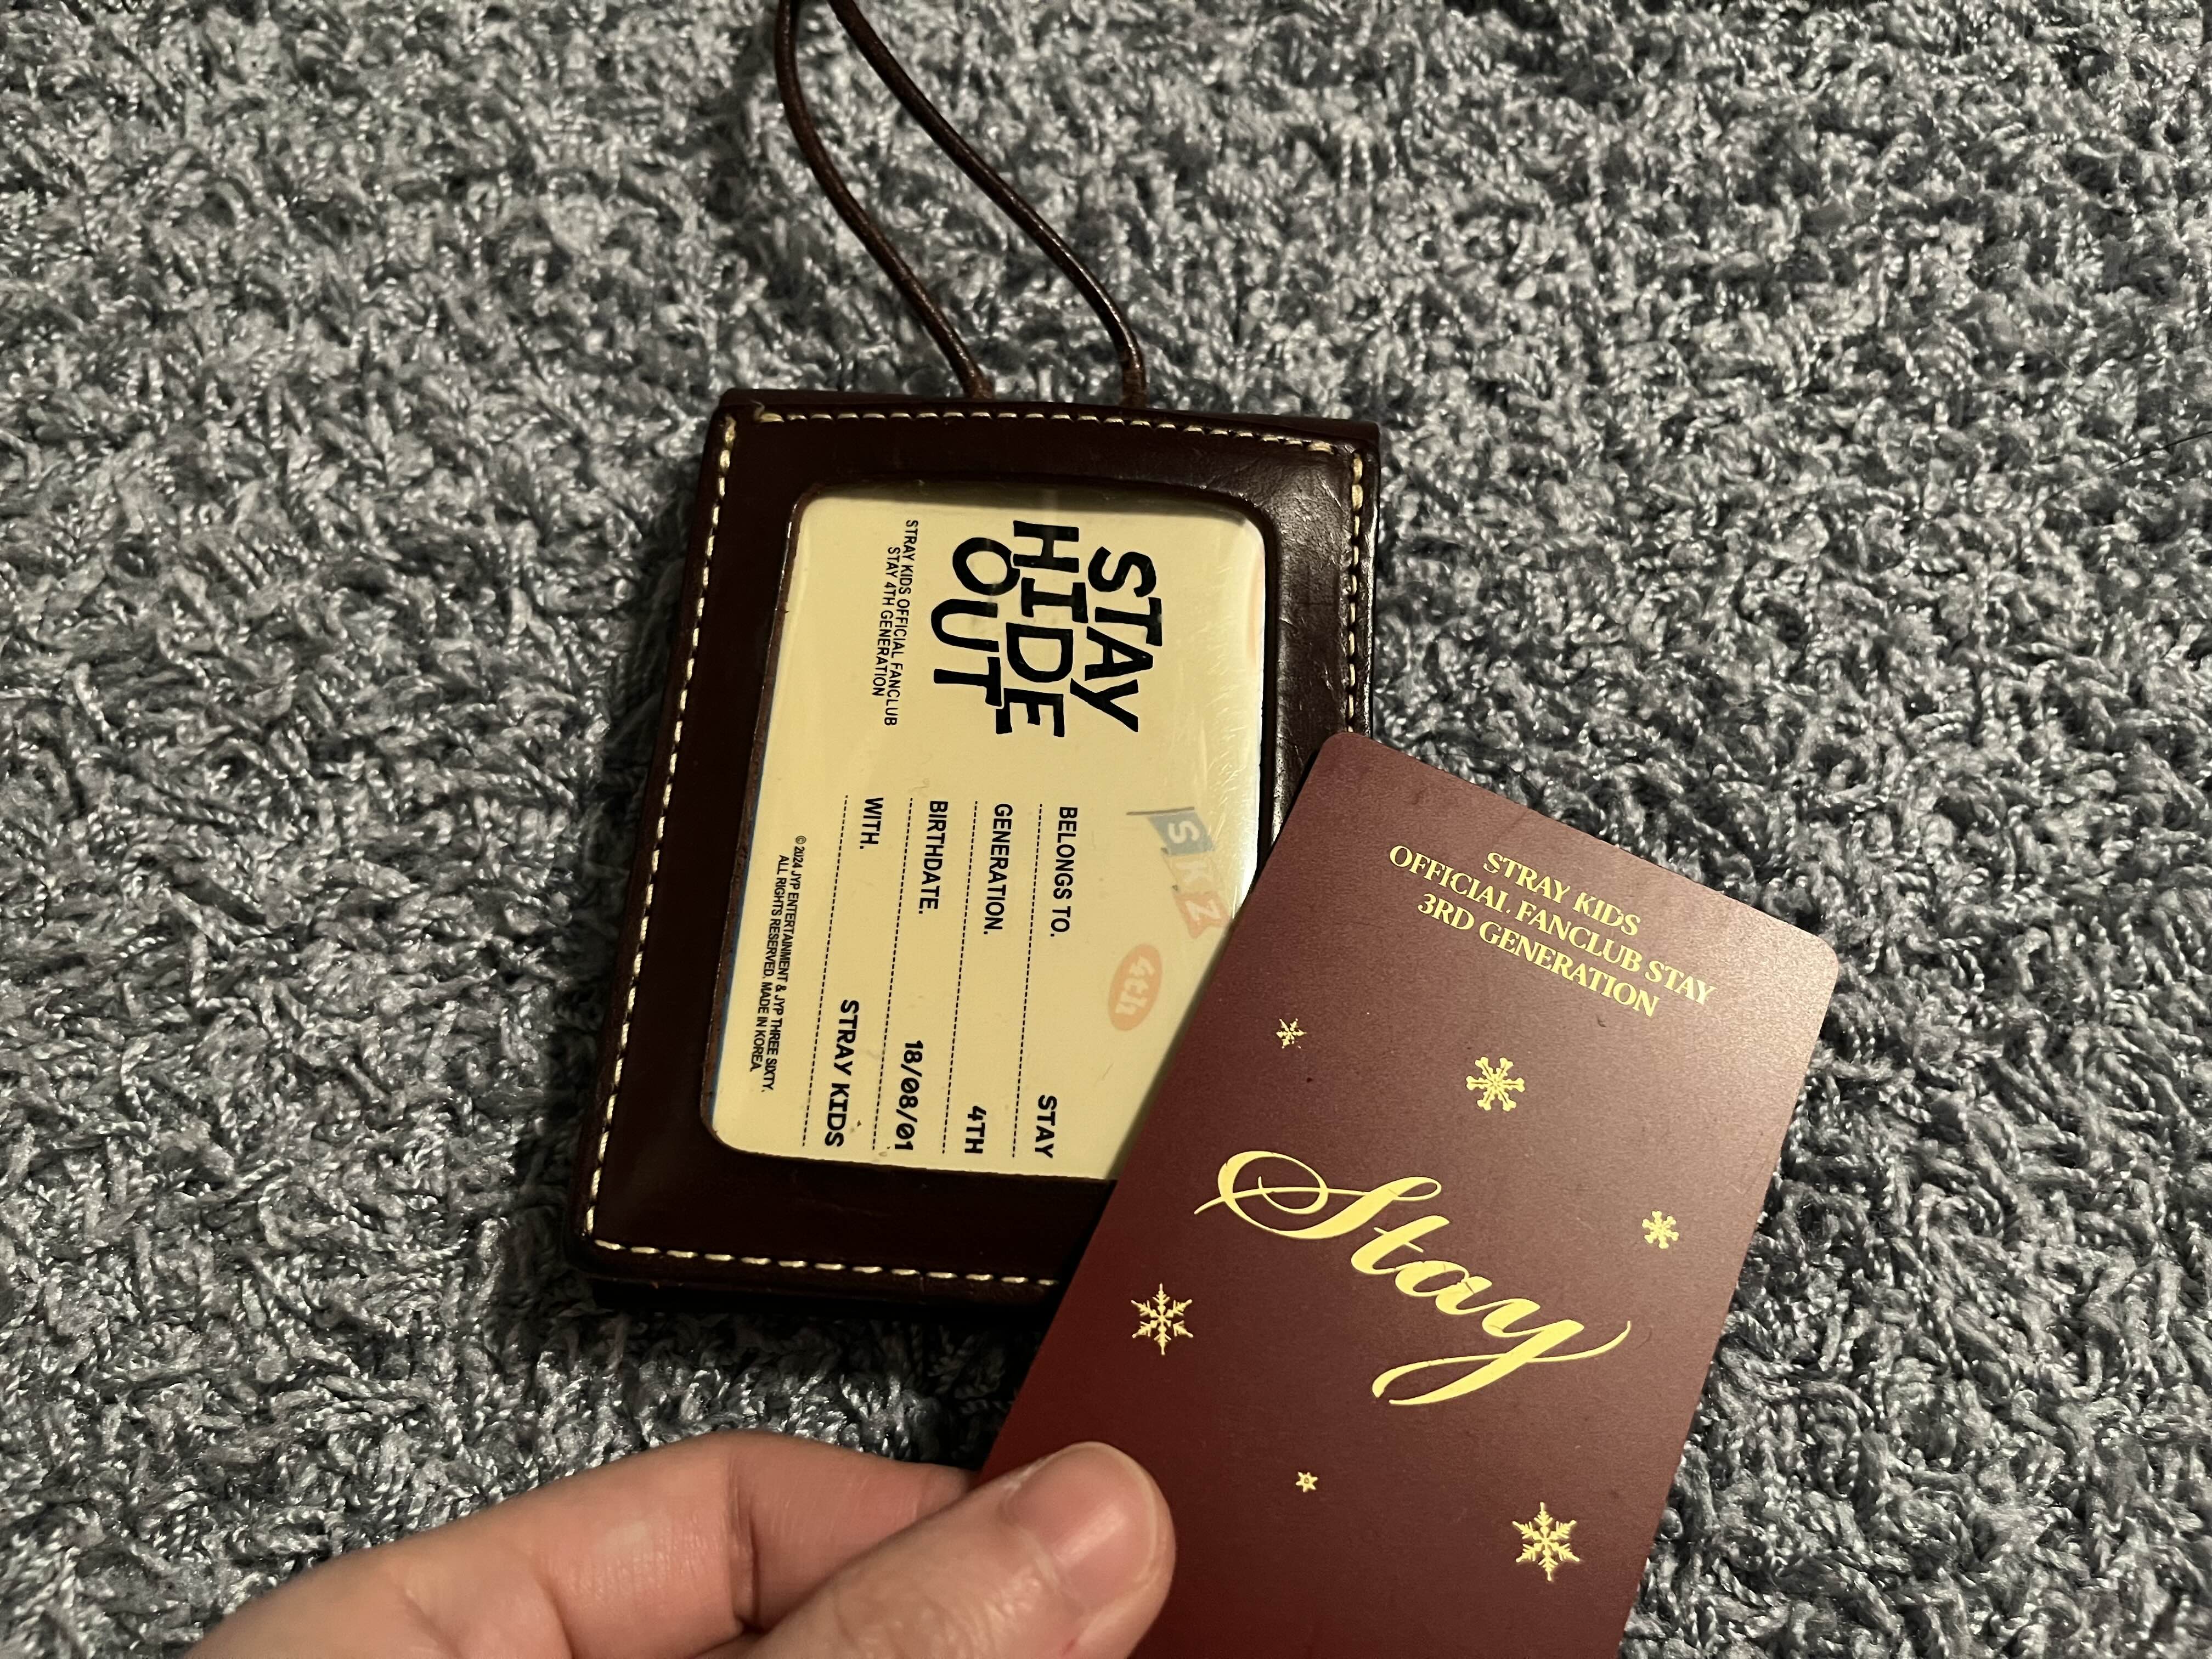 STAY
HIDE
OUT
STRAY KIDS OFFICIAL FANCLUB
STAY 4TH GENERATION
SKZ
4th
BELONGS TO. STAY
GENERATION. 4TH
BIRTHDATE. 18/08/01
WITH. STRAY KIDS
© 2024 JYP ENTERTAINMENT & JYP THREE SIXTY.
ALL RIGHTS RESERVED. MADE IN KOREA.
STRAY KIDS
OFFICIAL FANCLUB STAY
3RD GENERATION
Stay